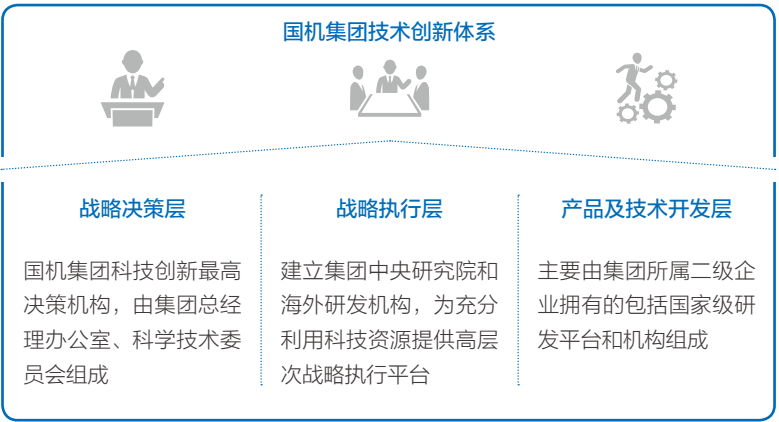 国机集团技术创新体系
战略决策层
国机集团科技创新最高
决策机构，由集团总经
理办公室、科学技术委
员会组成
战略执行层
建立集团中央研究院和
海外研发机构，为充分
利用科技资源提供高层
次战略执行平台
产品及技术开发层
主要由集团所属二级企
业拥有的包括国家级研
发平台和机构组成